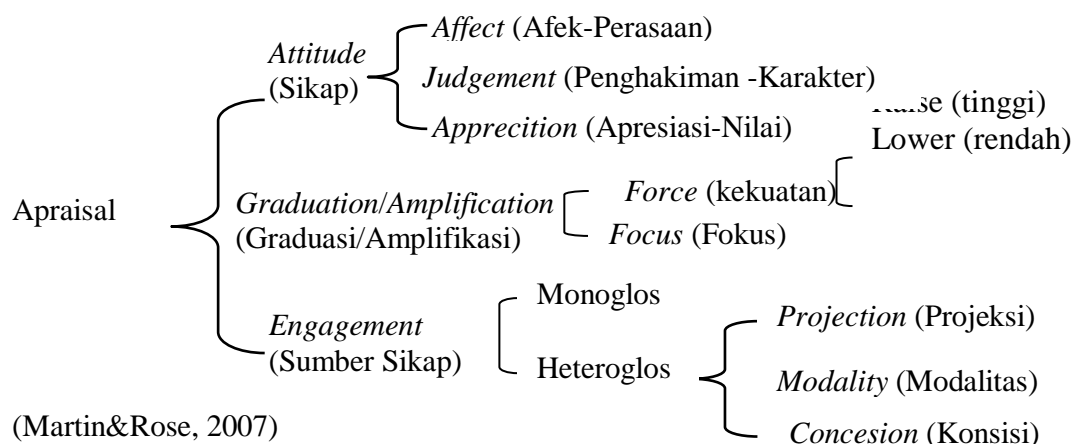 Affect (Afek-Perasaan)
Attitude
(Sikap)
Judgement (Penghakiman -Karakter)
Apprecition (Apresiasi-Nilai)
(tinggi)
Lower (rendah)
Apraisal
Graduation/Amplification
(Graduasi/Amplifikasi)
Force (kekuatan)
Focus (Fokus)
Engagement
(Sumber Sikap)
Monoglos
Heteroglos
Projection (Projeksi)
Modality (Modalitas)
Concesion (Konsisi)
(Martin&Rose, 2007)